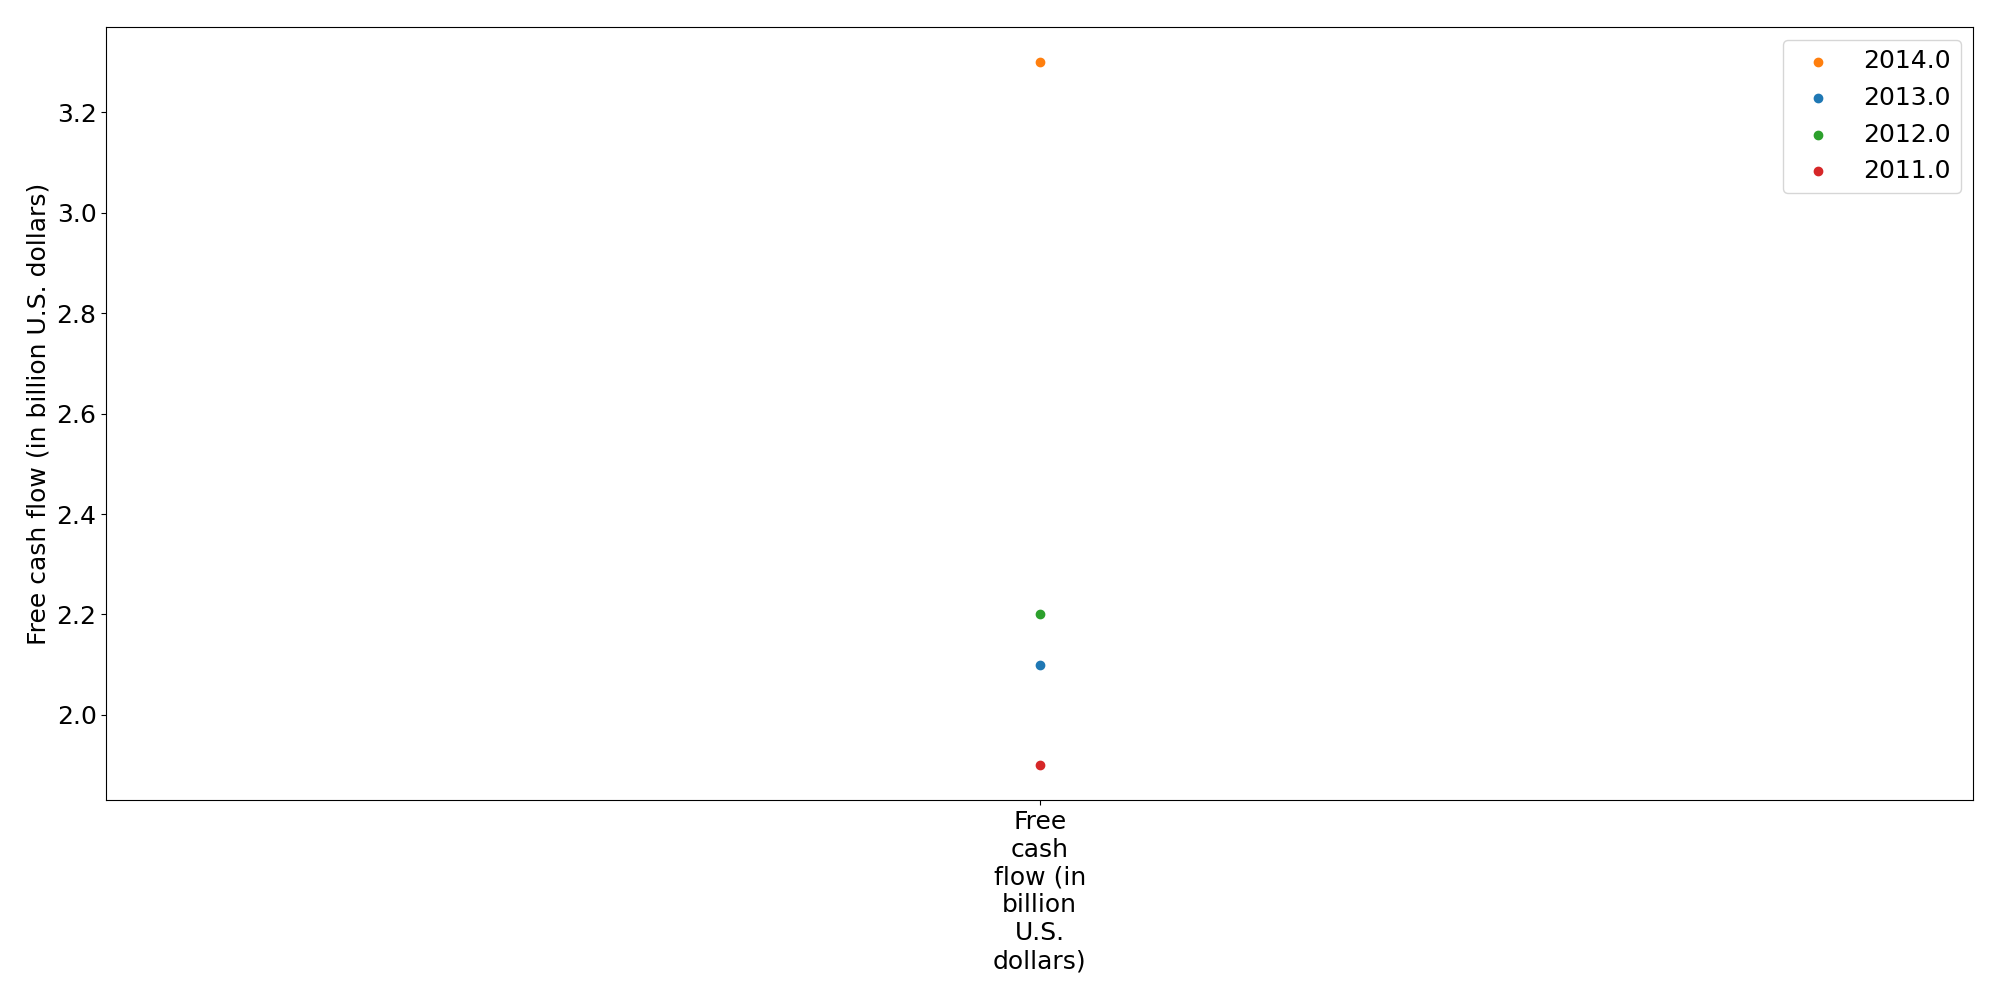 2014.0
2013.0
2012.0
2011.0
3.2
3.0
2.8
2.6
2.4
2.2
2.0
Free cash flow (in billion U.S. dollars)
Free
cash
flow (in
billion
U.S.
dollars)